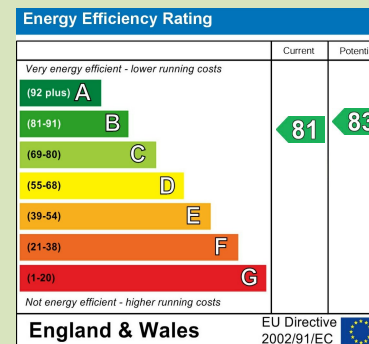 Energy Efficiency Rating
Current Potenti
Very energy efficient - lower running costs
(92 plus) A
(81-91) B
(69-80) C
(55-68) D
(39-54) E
(21-38) F
(1-20) G
81
83
Not energy efficient - higher running costs
England & Wales
EU Directive
2002/91/EC